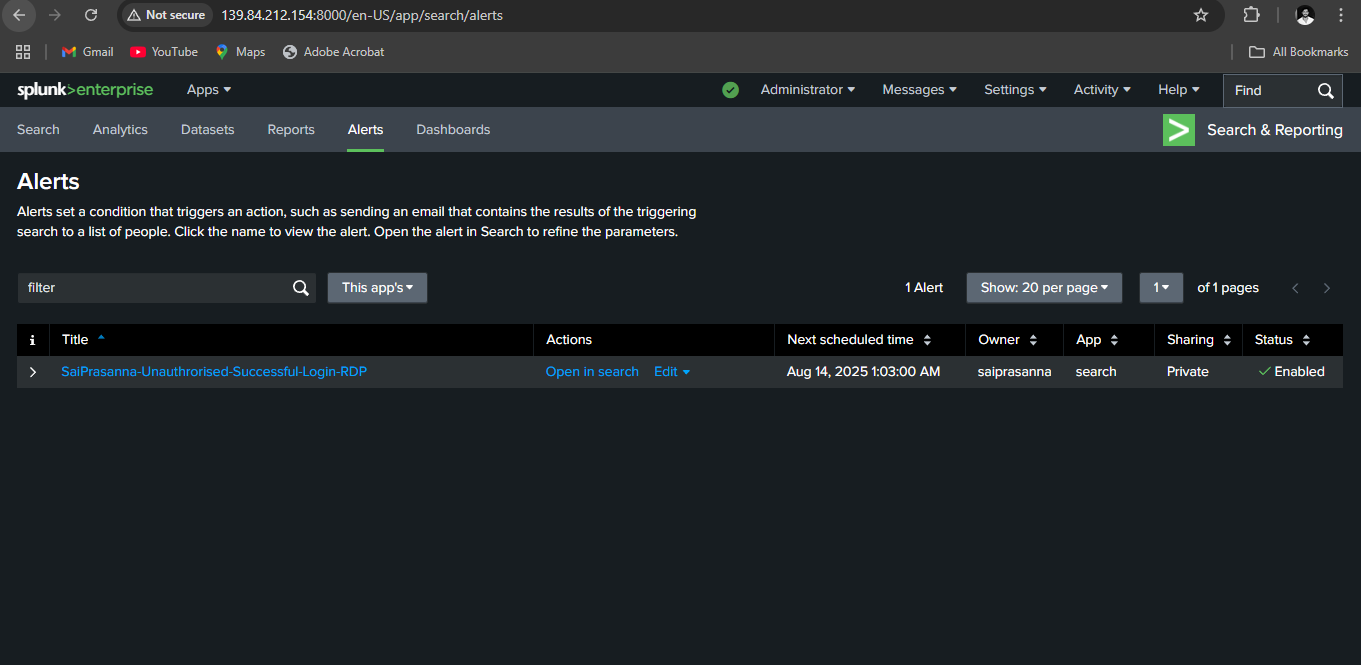 Not secure 139.84.212.154:8000/en-US/app/search/alerts
Gmail YouTube Maps Adobe Acrobat All Bookmarks
splunk>enterprise Apps Administrator Messages Settings Activity Help Find
Search Analytics Datasets Reports Alerts Dashboards > Search & Reporting
Alerts
Alerts set a condition that triggers an action, such as sending an email that contains the results of the triggering
search to a list of people. Click the name to view the alert. Open the alert in Search to refine the parameters.
filter This app's 1 Alert Show: 20 per page 1 of 1 pages
i Title Actions Next scheduled time Owner App Sharing Status
SaiPrasanna-Unauthrorised-Successful-Login-RDP Open in search Edit Aug 14, 2025 1:03:00 AM saiprasanna search Private Enabled